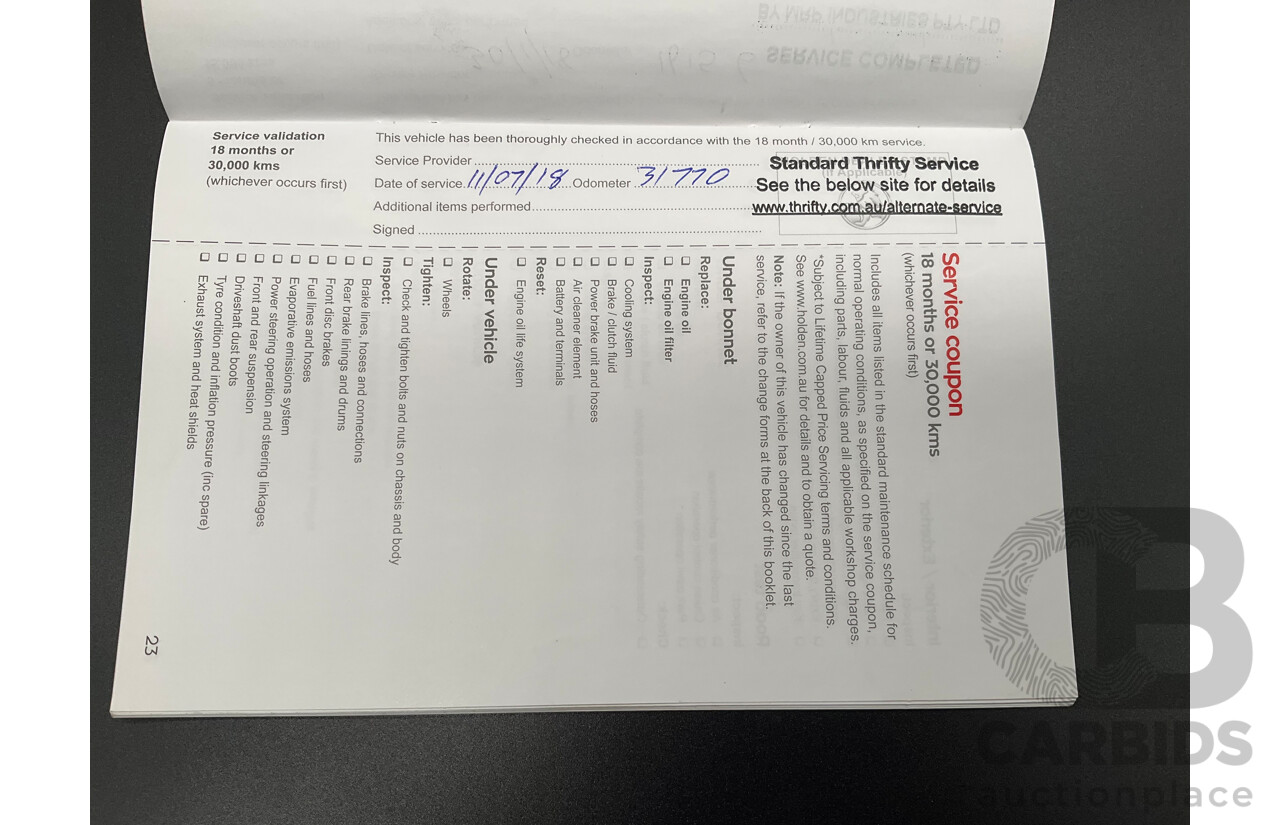 BY MRP INDUSTRIES PTY LTD
SERVICE COMPLETED
Service validation
18 months or
30,000 kms
(whichever occurs first)
This vehicle has been thoroughly checked in accordance with the 18 month / 30,000 km service.
Service Provider
Date of service 11/07/18 Odometer 31770
Additional items performed
Signed
(If Applicable)
Standard Thrifty Service
See the below site for details
www.thrifty.com.au/alternate-service
Service coupon
18 months or 30,000 kms
(whichever occurs first)
Includes all items listed in the standard maintenance schedule for
normal operating conditions, as specified on the service coupon,
including parts, labour, fluids and all applicable workshop charges.
*Subject to Lifetime Capped Price Servicing terms and conditions.
See www.holden.com.au for details and to obtain a quote.
Note: If the owner of this vehicle has changed since the last
service, refer to the change forms at the back of this booklet.
Under bonnet
Replace:
Engine oil
Engine oil filter
Inspect:
Cooling system
Brake / clutch fluid
Power brake unit and hoses
Air cleaner element
Battery and terminals
Reset:
Engine oil life system
Under vehicle
Rotate:
Wheels
Tighten:
Check and tighten bolts and nuts on chassis and body
Inspect:
Brake lines, hoses and connections
Rear brake linings and drums
Front disc brakes
Fuel lines and hoses
Evaporative emissions system
Power steering operation and steering linkages
Front and rear suspension
Driveshaft dust boots
Tyre condition and inflation pressure (inc spare)
Exhaust system and heat shields
23
CB
CARBIDS
auctionplace